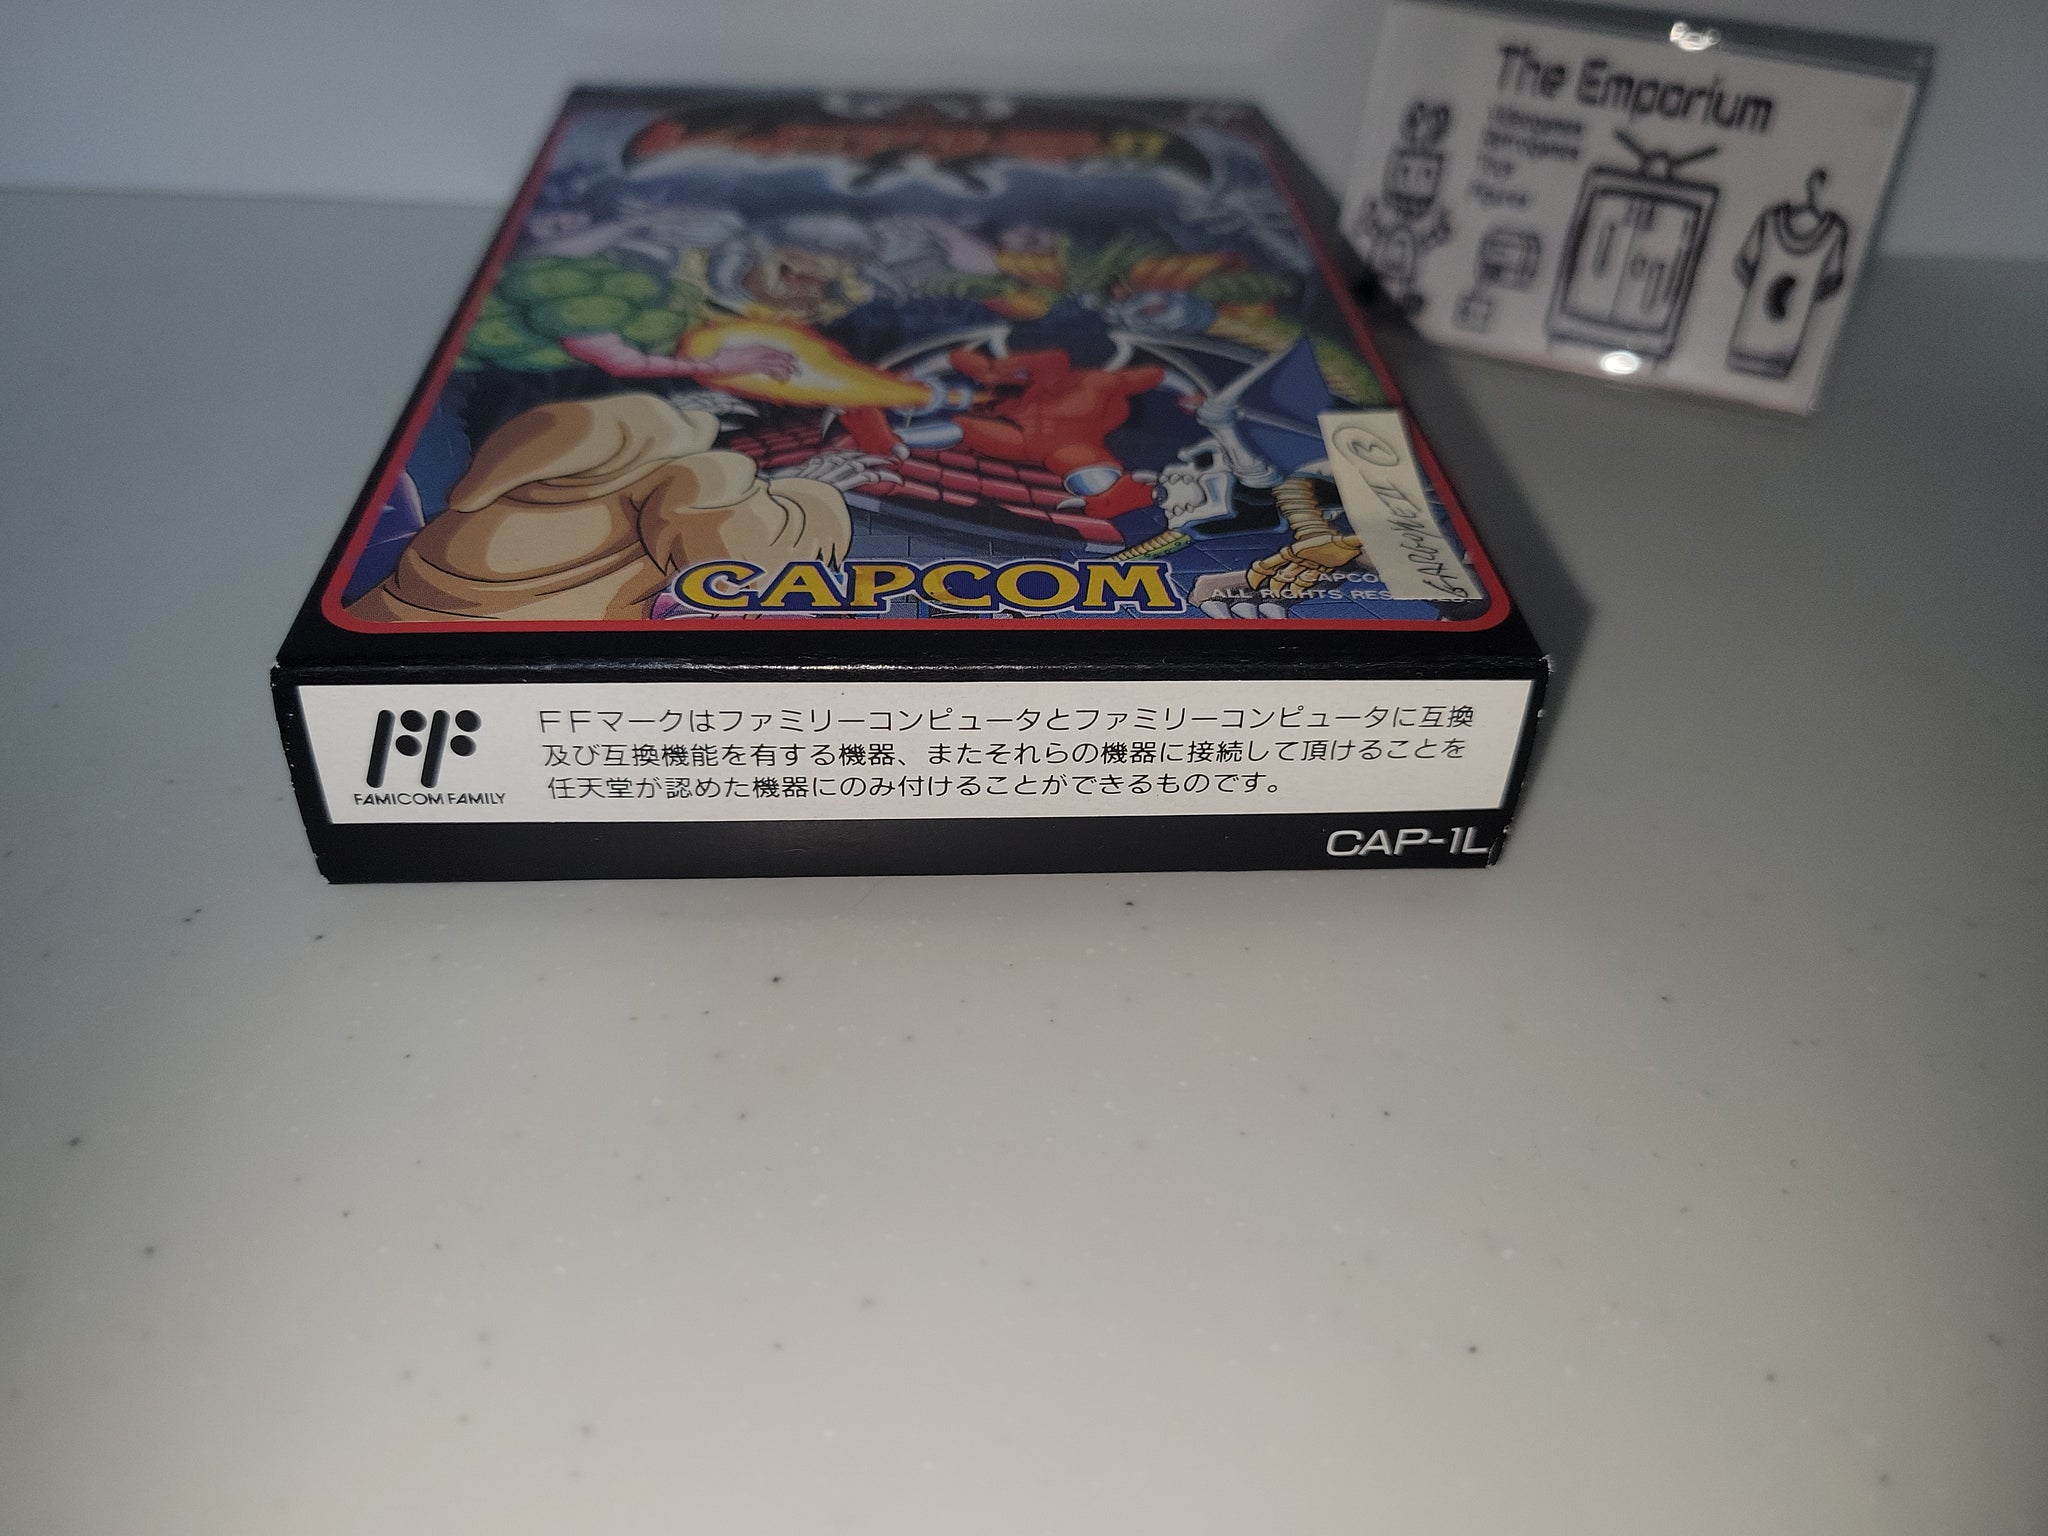 The Emporium
CAPCOM
© CAPCO
ALL RIGHTS RES
FAMICOM FAMILY
FFマークはファミリーコンピュータとファミリーコンピュータに互換
及び互換機能を有する機器、またそれらの機器に接続して頂けることを
任天堂が認めた機器にのみ付けることができるものです。
CAP-1L